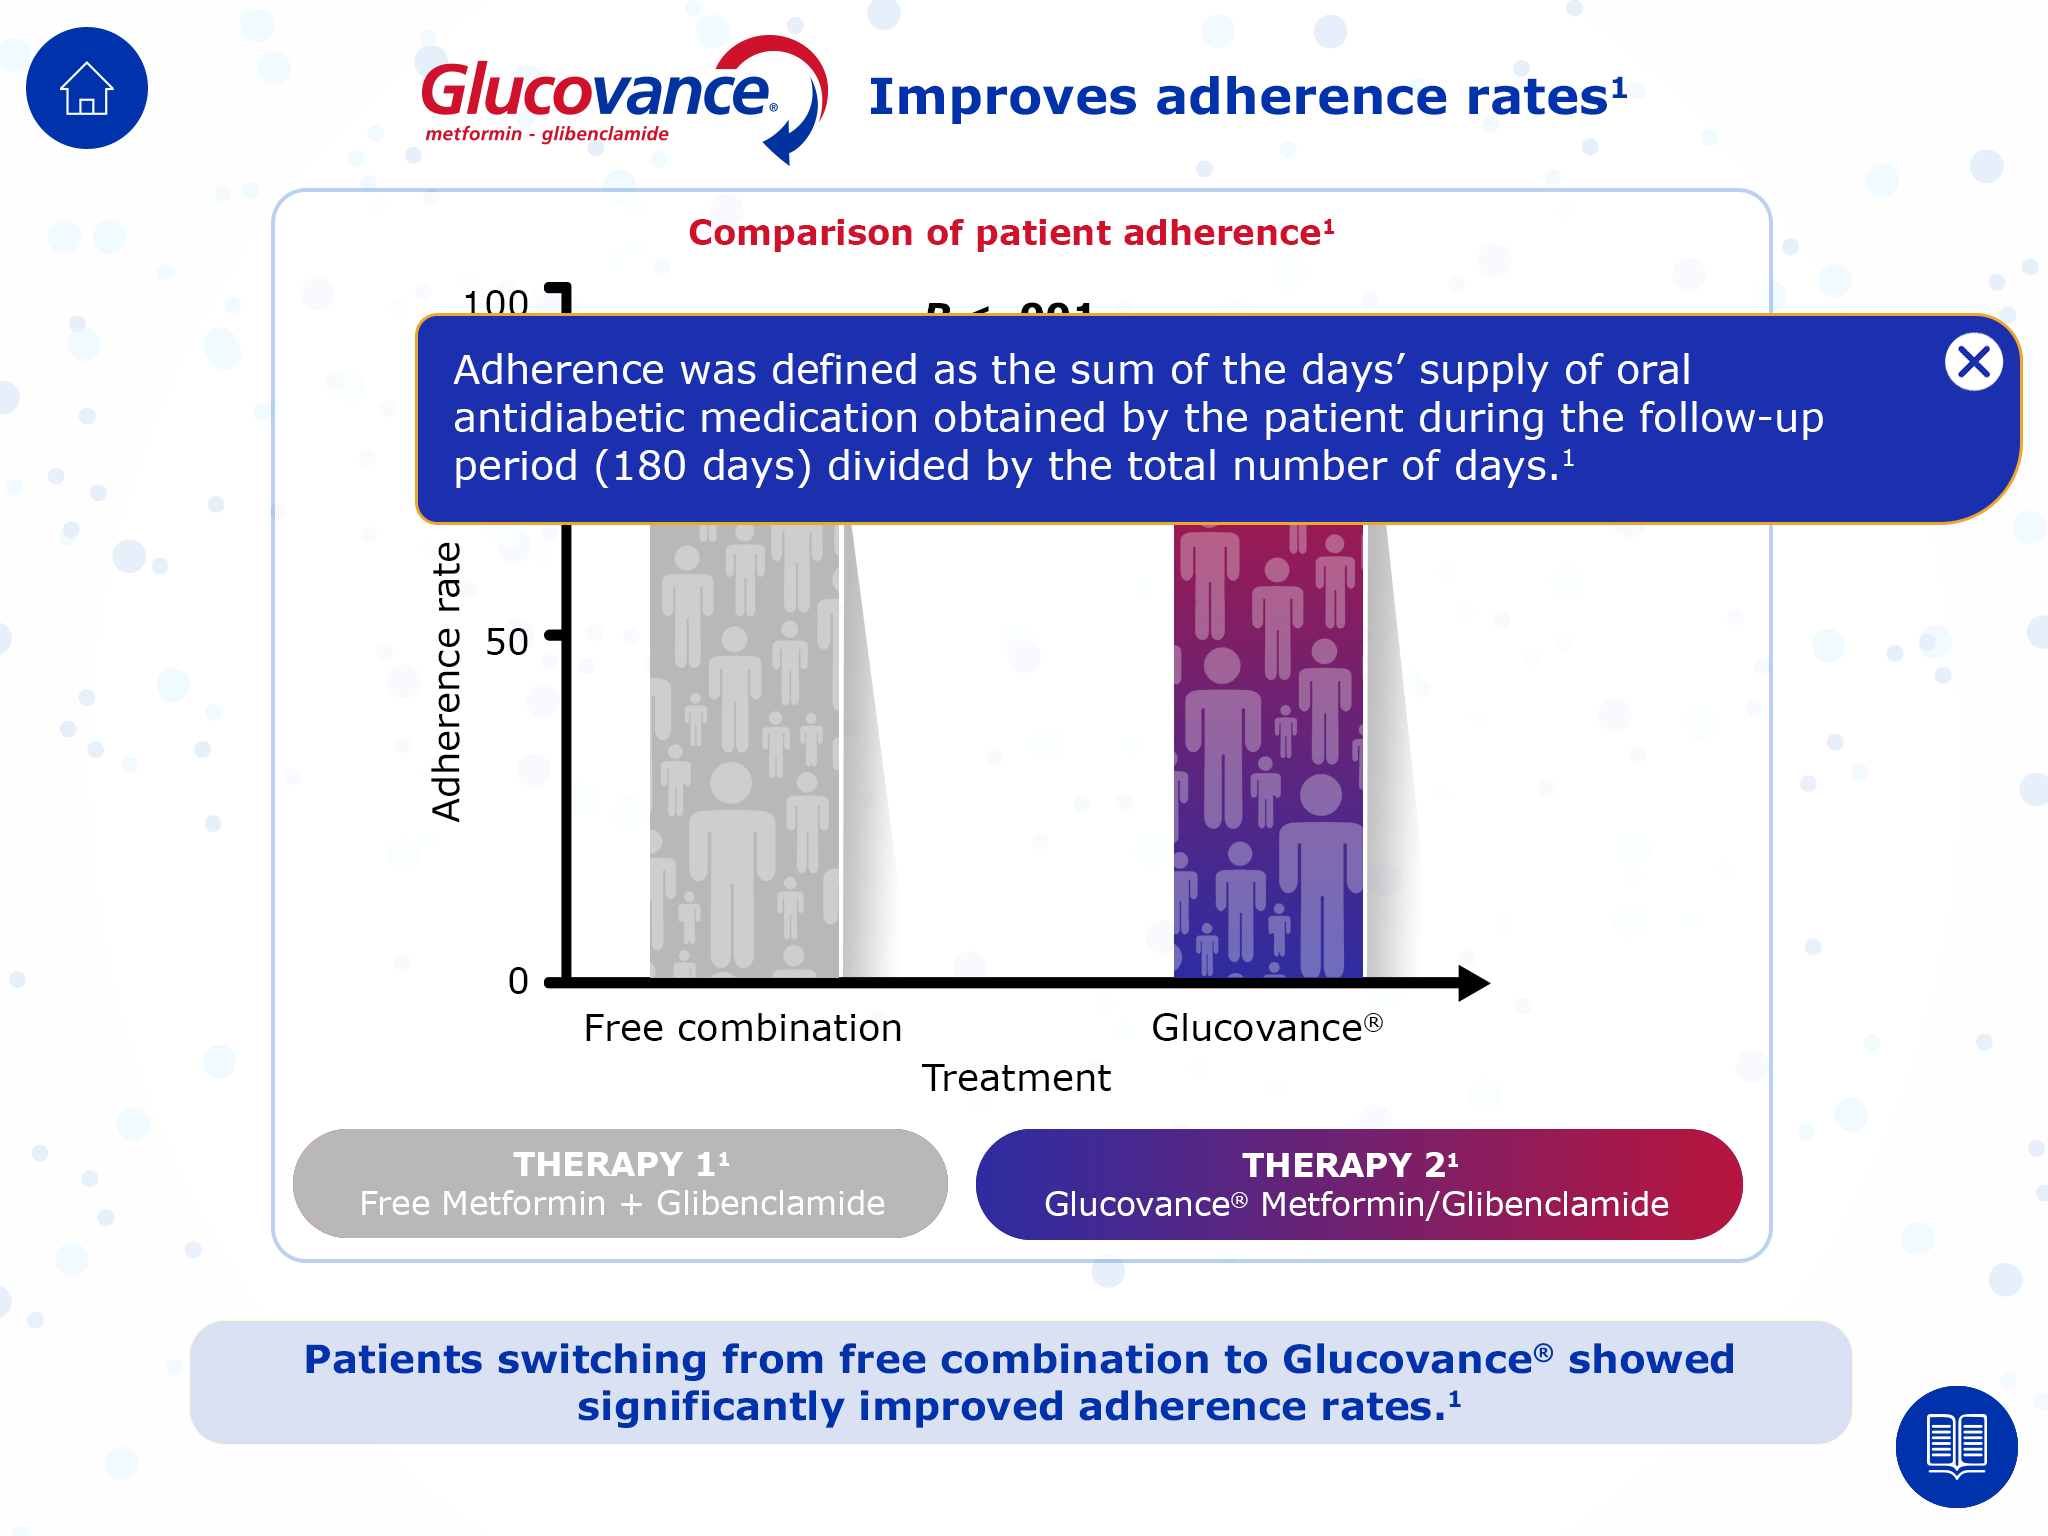 Glucovance®
metformin - glibenclamide
Improves adherence rates¹
Comparison of patient adherence¹
100
P < .001
Adherence was defined as the sum of the days’ supply of oral
antidiabetic medication obtained by the patient during the follow-up
period (180 days) divided by the total number of days.¹
Adherence rate
50
0
Free combination
Glucovance®
Treatment
THERAPY 1¹
Free Metformin + Glibenclamide
THERAPY 2¹
Glucovance® Metformin/Glibenclamide
Patients switching from free combination to Glucovance® showed
significantly improved adherence rates.¹